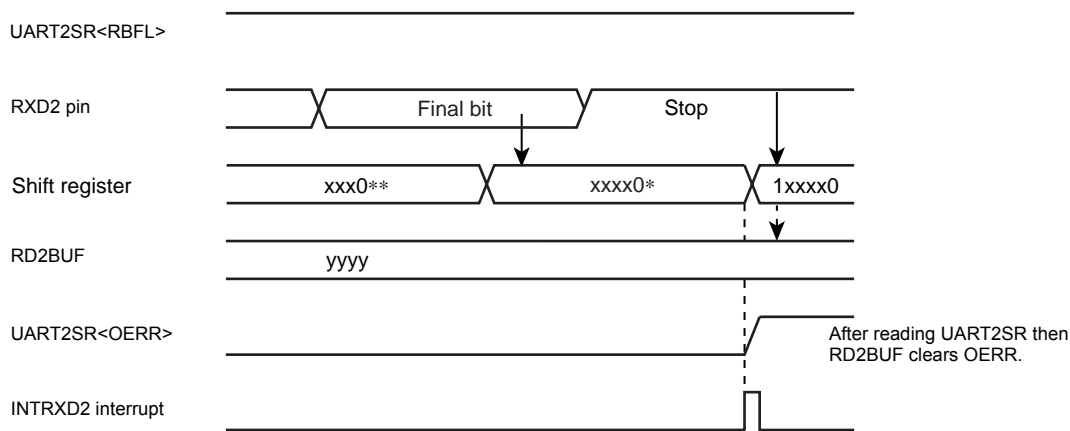 UART2SR<RBFL>
RXD2 pin
Final bit
Stop
Shift register
xxx0**
xxxx0*
1xxxx0
RD2BUF
yyyy
UART2SR<OERR>
After reading UART2SR then
RD2BUF clears OERR.
INTRXD2 interrupt